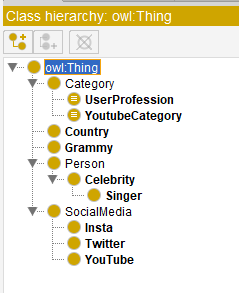 Class hierarchy: owl:Thing
owl:Thing
Category
UserProfession
YoutubeCategory
Country
Grammy
Person
Celebrity
Singer
SocialMedia
Insta
Twitter
YouTube